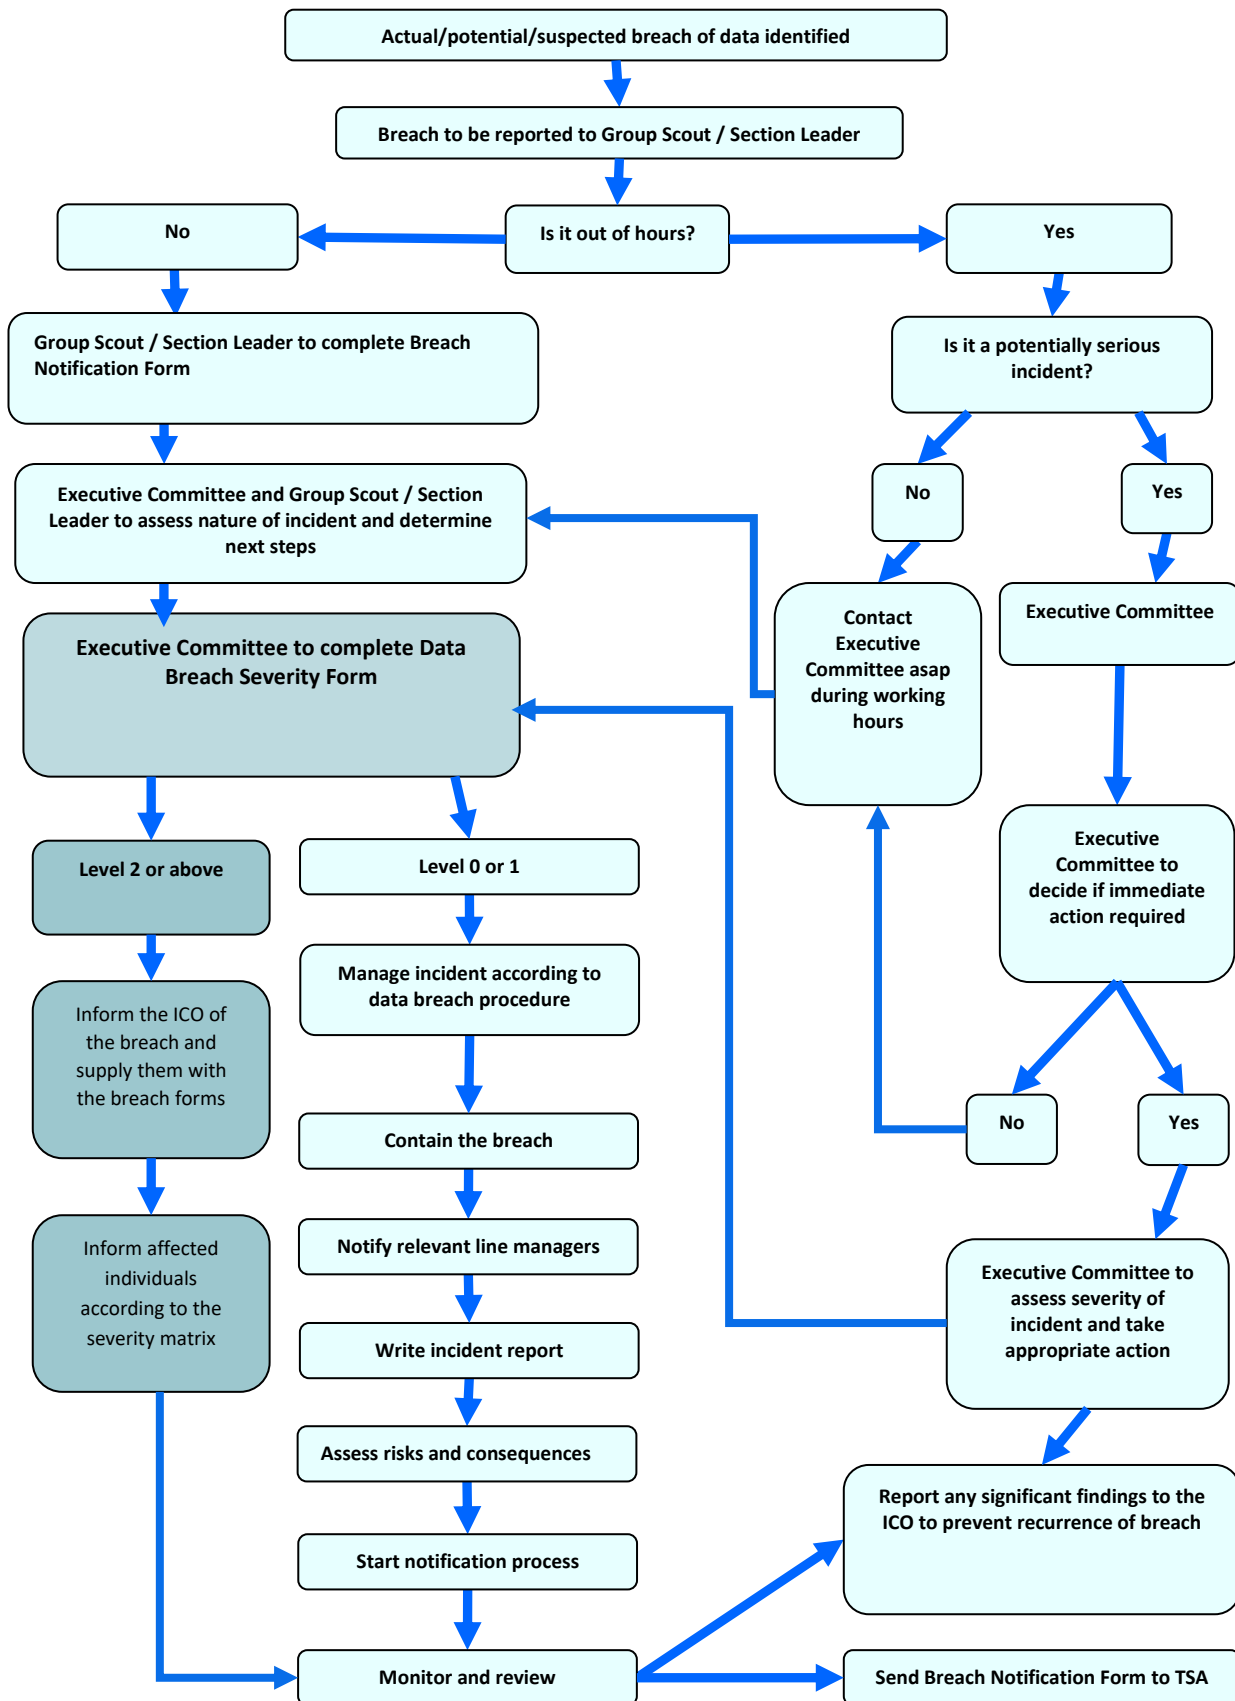 Actual/potential/suspected breach of data identified
Breach to be reported to Group Scout / Section Leader
No
Is it out of hours?
Yes
Group Scout / Section Leader to complete Breach
Notification Form
Is it a potentially serious
incident?
Executive Committee and Group Scout / Section
Leader to assess nature of incident and determine
next steps
No
Yes
Executive Committee to complete Data
Breach Severity Form
Contact
Executive
Committee asap
during working
hours
Executive Committee
Level 2 or above
Level 0 or 1
Executive
Committee to
decide if immediate
action required
Inform the ICO of
the breach and
supply them with
the breach forms
Manage incident according to
data breach procedure
Contain the breach
No
Yes
Inform affected
individuals
according to the
severity matrix
Notify relevant line managers
Write incident report
Executive Committee to
assess severity of
incident and take
appropriate action
Assess risks and consequences
Start notification process
Report any significant findings to the
ICO to prevent recurrence of breach
Monitor and review
Send Breach Notification Form to TSA